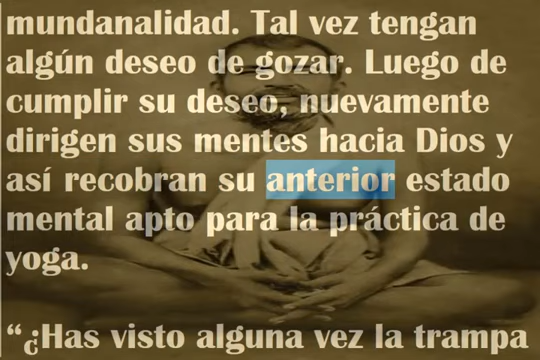 mundanalidad. Tal vez tengan
algún deseo de gozar. Luego de
cumplir su deseo, nuevamente
dirigen sus mentes hacia Dios y
así recobran su anterior estado
mental apto para la práctica de
yoga.
“¿Has visto alguna vez la trampa